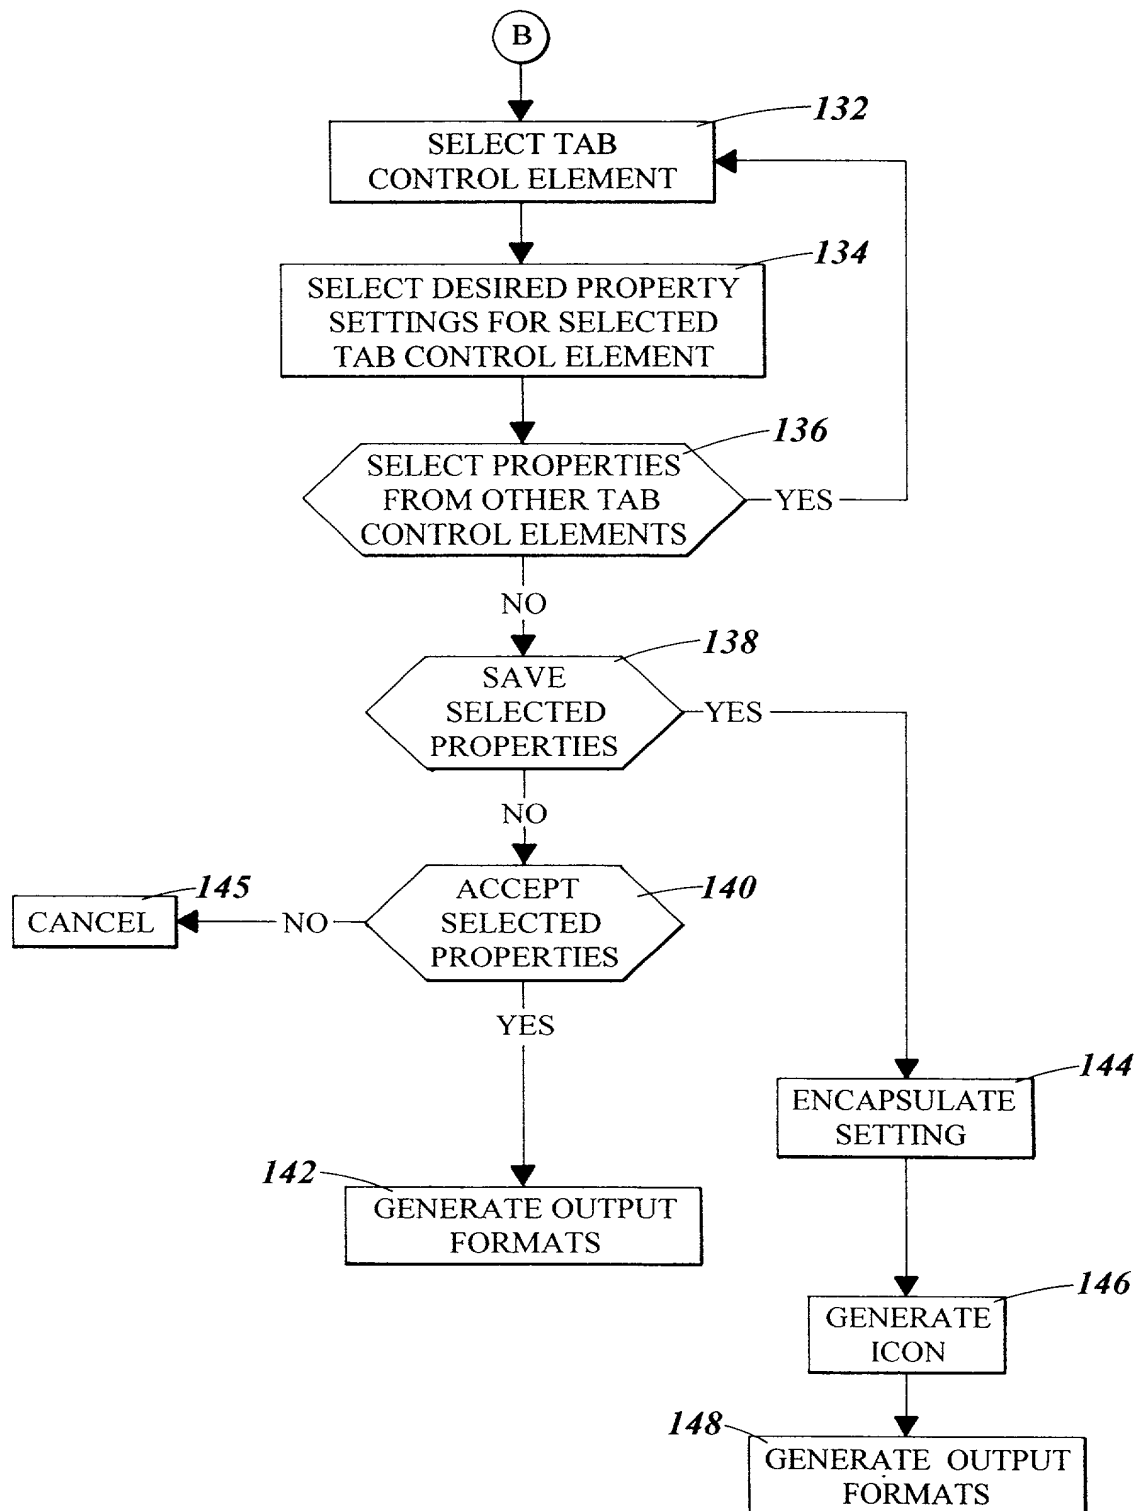 B
132
SELECT TAB
CONTROL ELEMENT
134
SELECT DESIRED PROPERTY
SETTINGS FOR SELECTED
TAB CONTROL ELEMENT
136
SELECT PROPERTIES
FROM OTHER TAB
CONTROL ELEMENTS
YES
NO
138
SAVE
SELECTED
PROPERTIES
YES
NO
140
ACCEPT
SELECTED
PROPERTIES
NO
145
CANCEL
YES
142
GENERATE OUTPUT
FORMATS
144
ENCAPSULATE
SETTING
146
GENERATE
ICON
148
GENERATE OUTPUT
FORMATS